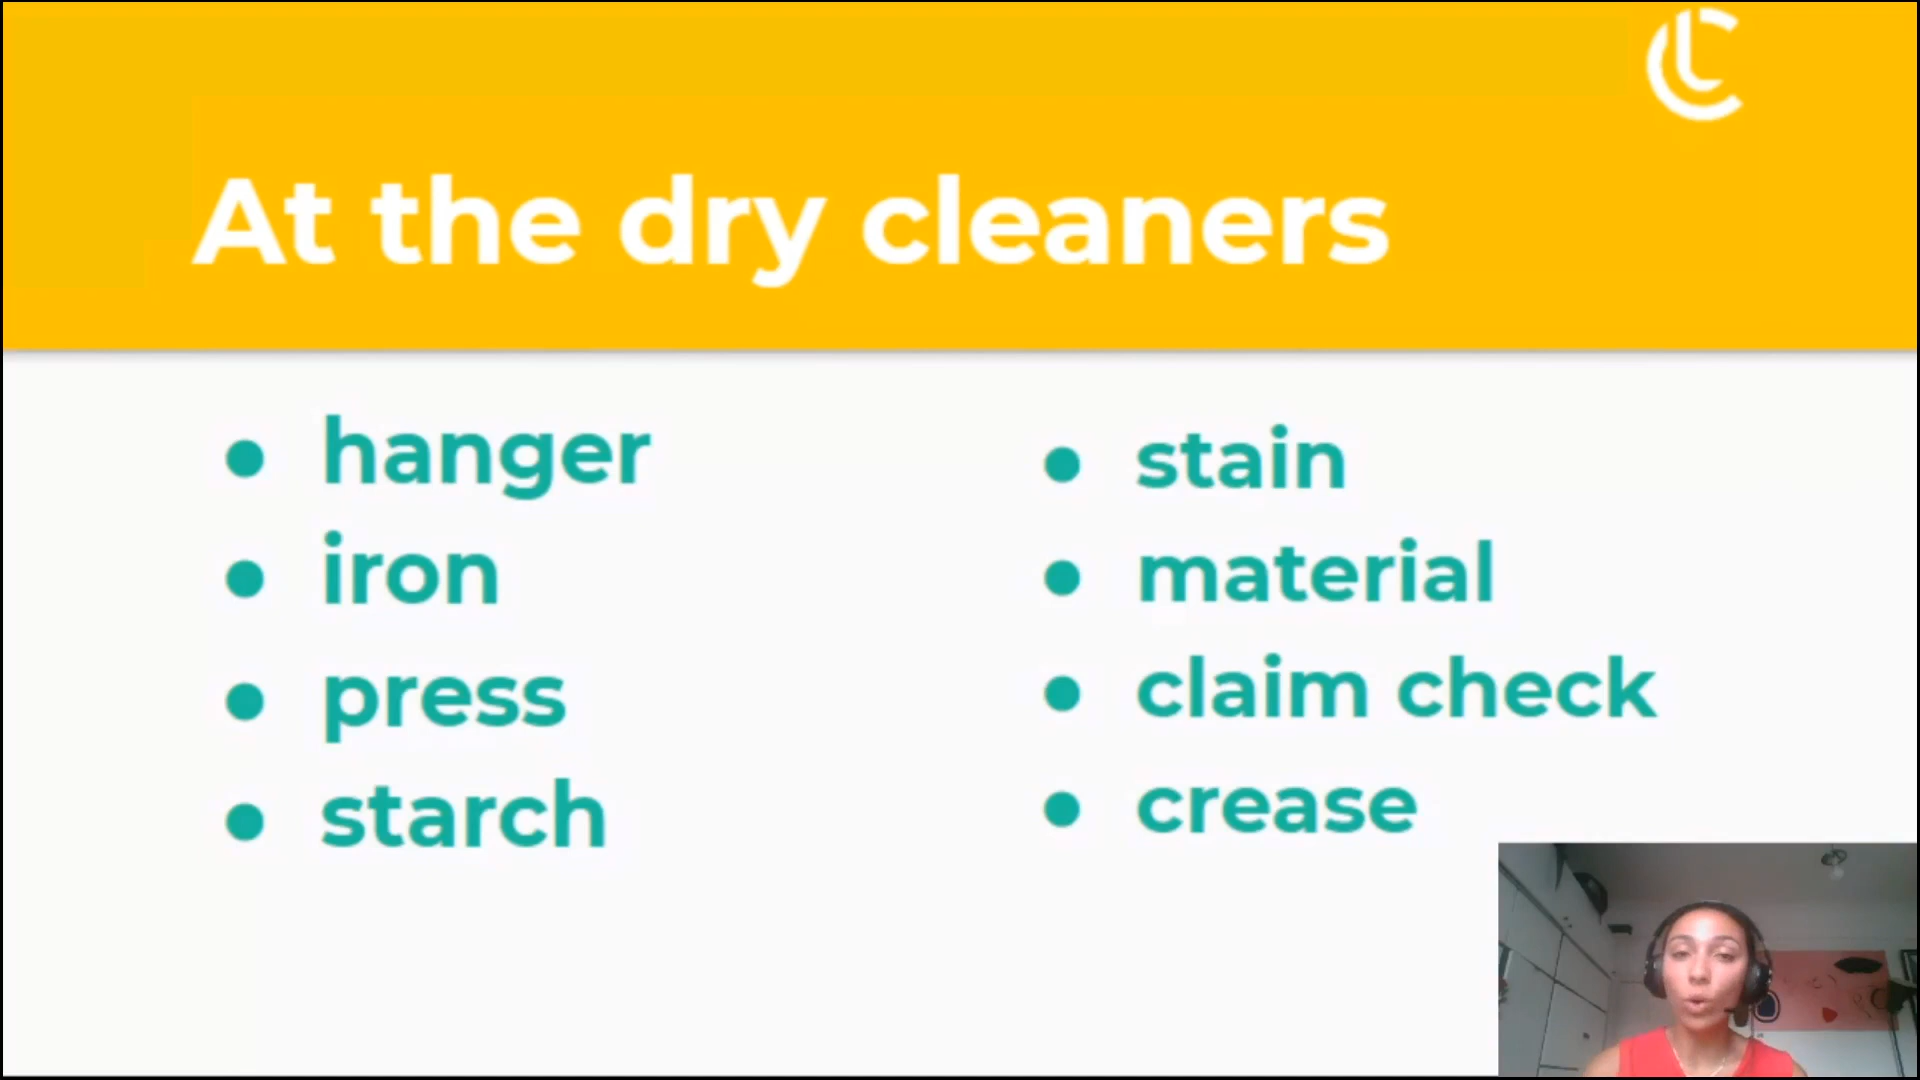 At the dry cleaners
hanger
iron
press
starch
stain
material
claim check
crease